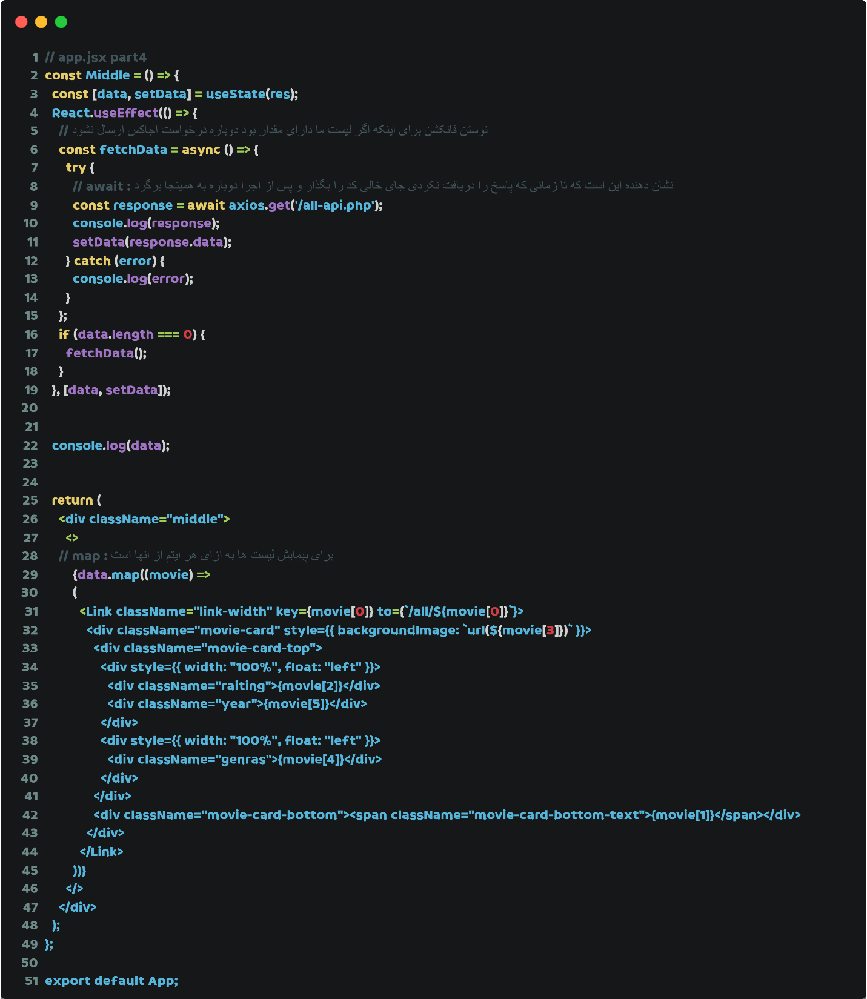 1 // app.jsx part4
2 const Middle = () => {
3 const [data, setData] = useState(res);
4 React.useEffect(() => {
5 // نوستن فانکشن برای اینکه اگر لیست ما دارای مقدار بود دوباره درخواست اجاکس ارسال نشود
6 const fetchData = async () => {
7 try {
8 // await : نشان دهنده این است که تا زمانی که پاسخ را دریافت نکردی جای خالی کد را بگذار و پس از اجرا دوباره به همینجا برگرد
9 const response = await axios.get('/all-api.php');
10 console.log(response);
11 setData(response.data);
12 } catch (error) {
13 console.log(error);
14 }
15 };
16 if (data.length === 0) {
17 fetchData();
18 }
19 }, [data, setData]);
20
21
22 console.log(data);
23
24
25 return (
26 <div className="middle">
27 <>
28 // map : برای پیمایش لیست ها به ازای هر آیتم از آنها است
29 {data.map((movie) =>
30 (
31 <Link className="link-width" key={movie[0]} to={`/all/${movie[0]}`}>
32 <div className="movie-card" style={{ backgroundImage: `url(${movie[3]})` }}>
33 <div className="movie-card-top">
34 <div style={{ width: "100%", float: "left" }}>
35 <div className="raiting">{movie[2]}</div>
36 <div className="year">{movie[5]}</div>
37 </div>
38 <div style={{ width: "100%", float: "left" }}>
39 <div className="genras">{movie[4]}</div>
40 </div>
41 </div>
42 <div className="movie-card-bottom"><span className="movie-card-bottom-text">{movie[1]}</span></div>
43 </div>
44 </Link>
45 ))}
46 </>
47 </div>
48 );
49 };
50
51 export default App;